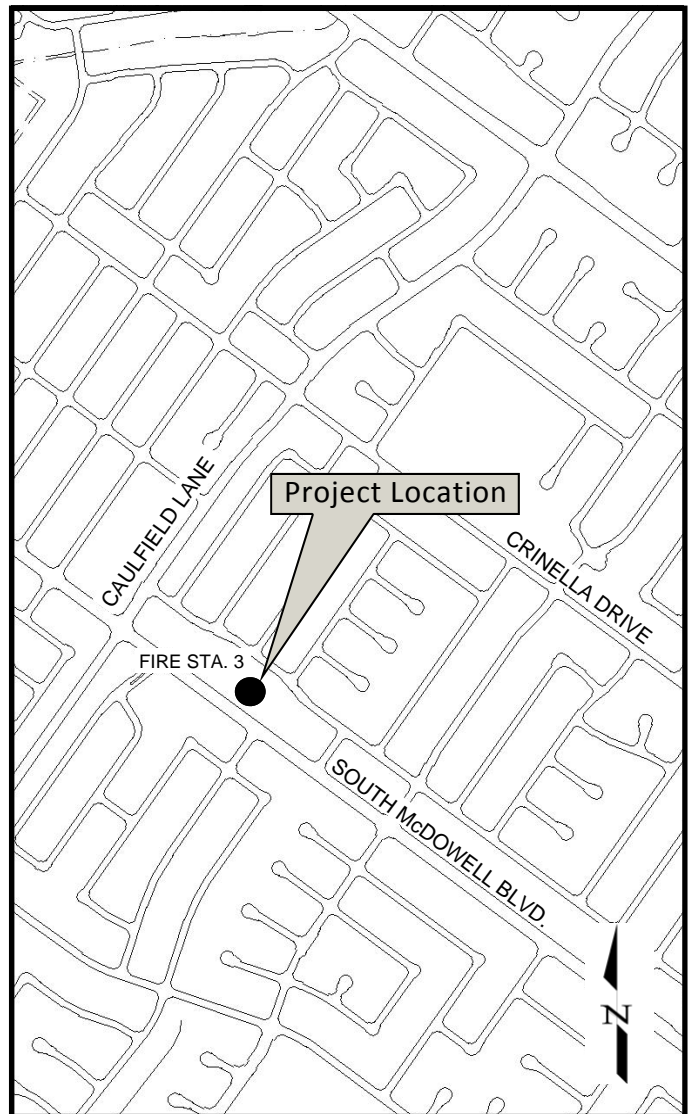 CAULFIELD LANE
Project Location
CRINELLA DRIVE
FIRE STA. 3
SOUTH McDOWELL BLVD.
N